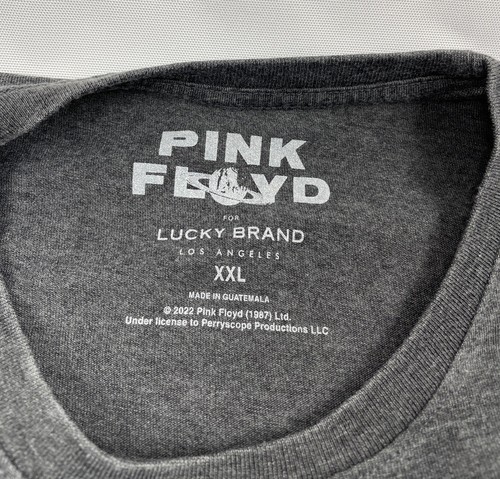 PINK
FLOYD
FOR
LUCKY BRAND
LOS ANGELES
XXL
MADE IN GUATEMALA
© 2022 Pink Floyd (1987) Ltd.
Under license to Perryscope Productions LLC